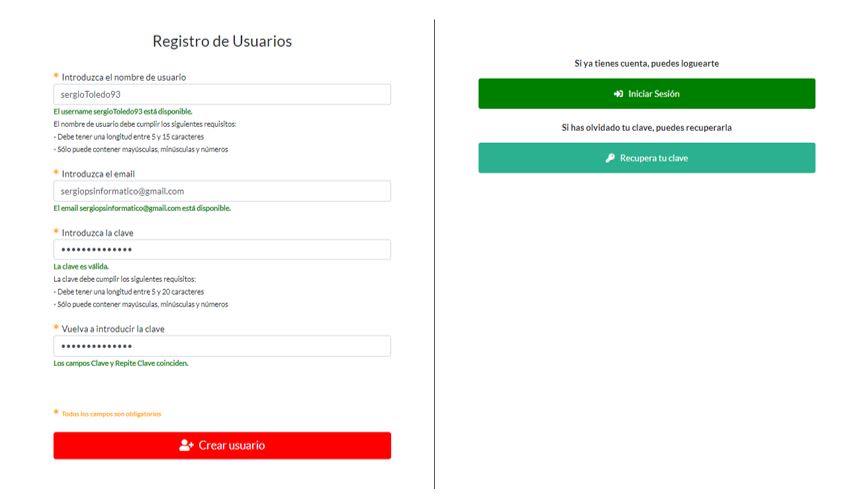 Registro de Usuarios
* Introduzca el nombre de usuario
sergioToledo93
El username sergioToledo93 está disponible.
El nombre de usuario debe cumplir los siguientes requisitos:
- Debe tener una longitud entre 5 y 15 caracteres
- Sólo puede contener mayúsculas, minúsculas y números
* Introduzca el email
sergiopsinformatico@gmail.com
El email sergiopsinformatico@gmail.com está disponible.
* Introduzca la clave
••••••••••••••
La clave es válida.
La clave debe cumplir los siguientes requisitos:
- Debe tener una longitud entre 5 y 20 caracteres
- Sólo puede contener mayúsculas, minúsculas y números
* Vuelva a introducir la clave
••••••••••••••
Los campos Clave y Repite Clave coinciden.
* Todos los campos son obligatorios
Crear usuario
Si ya tienes cuenta, puedes loguearte
Iniciar Sesión
Si has olvidado tu clave, puedes recuperarla
Recupera tu clave